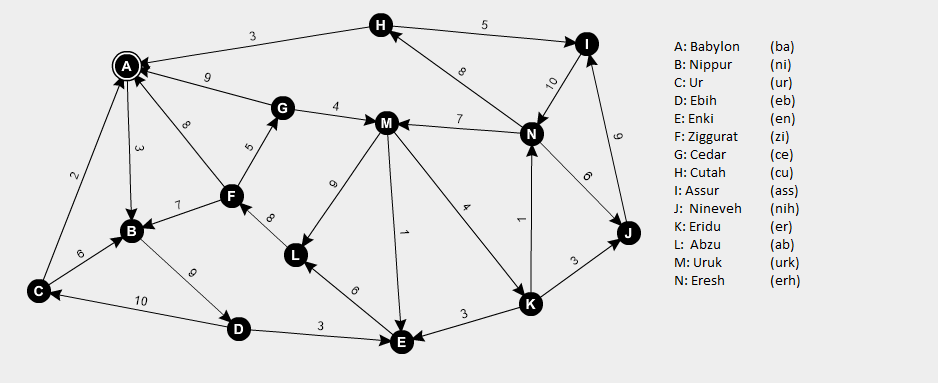 H
5
I
3
A
9
8
10
G
4
M
7
N
8
3
5
9
6
9
2
F
7
8
4
1
1
B
J
6
L
9
6
3
C
10
D
3
E
3
K
A: Babylon (ba)
B: Nippur (ni)
C: Ur (ur)
D: Ebih (eb)
E: Enki (en)
F: Ziggurat (zi)
G: Cedar (ce)
H: Cutah (cu)
I: Assur (ass)
J: Nineveh (nih)
K: Eridu (er)
L: Abzu (ab)
M: Uruk (urk)
N: Eresh (erh)